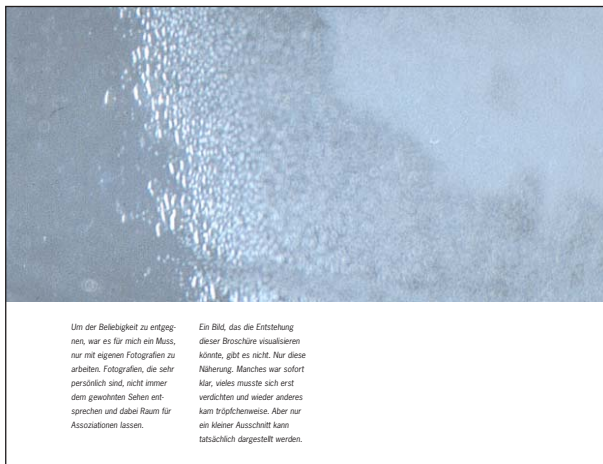 Um der Beliebigkeit zu entgeg-
nen, war es für mich ein Muss,
nur mit eigenen Fotografien zu
arbeiten. Fotografien, die sehr
persönlich sind, nicht immer
dem gewohnten Sehen ent-
sprechen und dabei Raum für
Assoziationen lassen.
Ein Bild, das die Entstehung
dieser Broschüre visualisieren
könnte, gibt es nicht. Nur diese
Näherung. Manches war sofort
klar, vieles musste sich erst
verdichten und wieder anderes
kam tröpfchenweise. Aber nur
ein kleiner Ausschnitt kann
tatsächlich dargestellt werden.